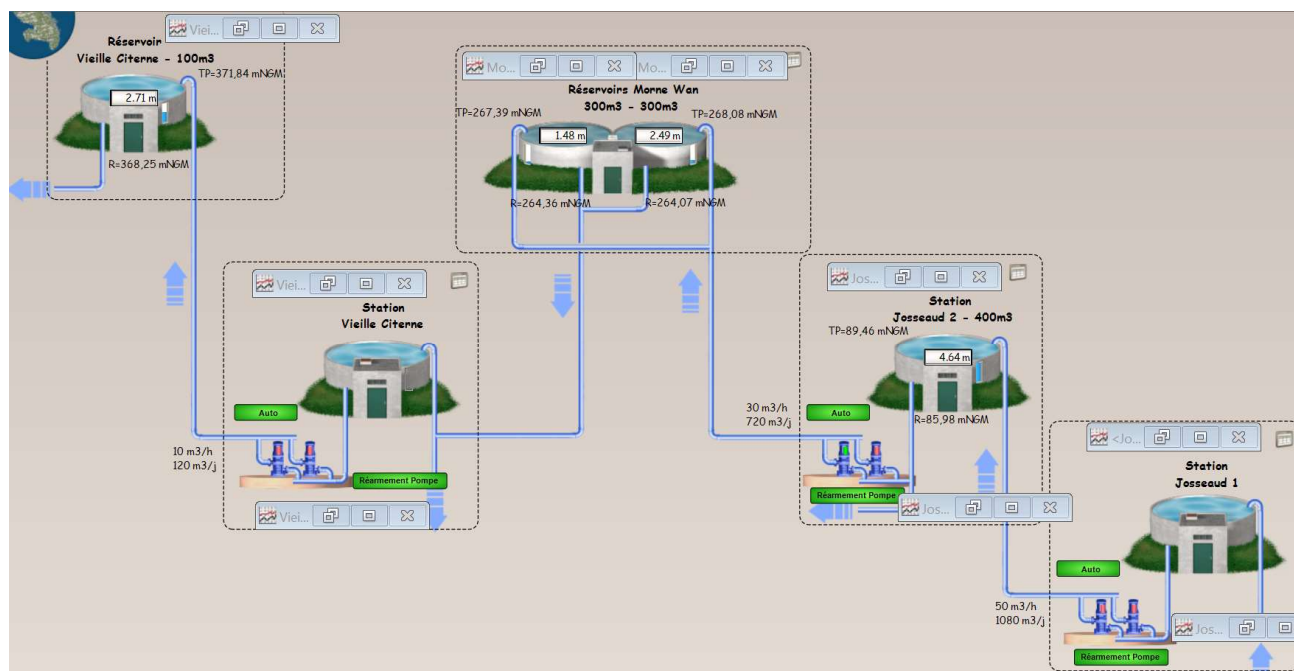 Viei...
Réservoir
Vieille Citerne - 100m3
TP=371,84 mNGM
2.71 m
R=368,25 mNGM
Mo...
Mo...
Réservoirs Morne Wan
300m3 - 300m3
TP=267,39 mNGM
TP=268,08 mNGM
1.48 m
2.49 m
R=264,36 mNGM
R=264,07 mNGM
Viei...
Station
Vieille Citerne
Auto
10 m3/h
120 m3/j
Réarmement Pompe
Viei...
Jos...
Station
Josseaud 2 - 400m3
TP=89,46 mNGM
4.64 m
30 m3/h
720 m3/j
Auto
R=85,98 mNGM
Réarmement Pompe
Jos...
<Jo...
Station
Josseaud 1
Auto
50 m3/h
1080 m3/j
Jos...
Réarmement Pompe